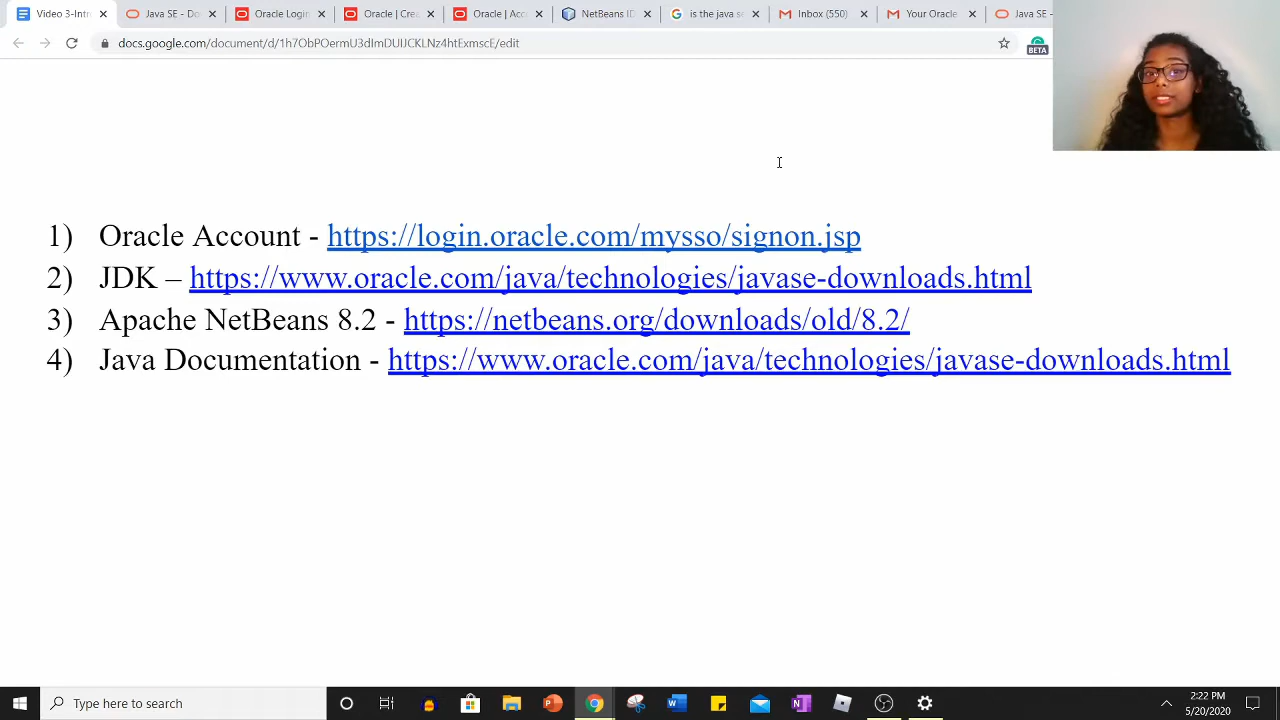 Video 3-Intr
Java SE - Do
Oracle Login
Oracle | Crea
Oracle | Acc
NetBeans ID
is the java se
Inbox (550)
Your Oracle
Java SE -
docs.google.com/document/d/1h7ObPOermU3dImDUIJCKLNz4htExmscE/edit
BETA
1) Oracle Account - https://login.oracle.com/mysso/signon.jsp
2) JDK – https://www.oracle.com/java/technologies/javase-downloads.html
3) Apache NetBeans 8.2 - https://netbeans.org/downloads/old/8.2/
4) Java Documentation - https://www.oracle.com/java/technologies/javase-downloads.html
Type here to search
2:22 PM
5/20/2020